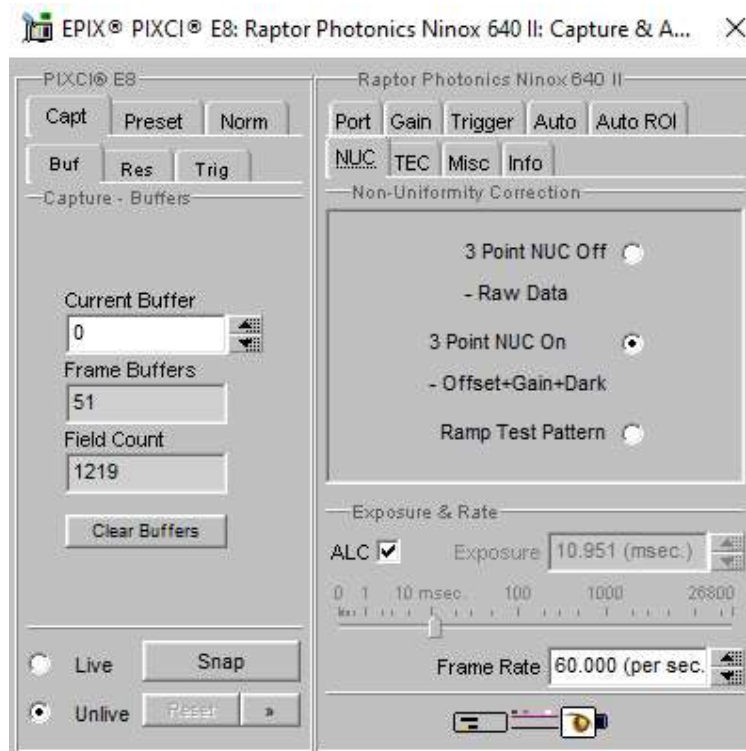 EPIX® PIXCI® E8: Raptor Photonics Ninox 640 II: Capture & A...
PIXCI® E8
Capt Preset Norm
Buf Res Trig
Capture - Buffers
Current Buffer
0
Frame Buffers
51
Field Count
1219
Clear Buffers
Live Snap
Unlive Reset »
Raptor Photonics Ninox 640 II
Port Gain Trigger Auto Auto ROI
NUC TEC Misc Info
Non-Uniformity Correction
3 Point NUC Off
- Raw Data
3 Point NUC On
- Offset+Gain+Dark
Ramp Test Pattern
Exposure & Rate
ALC Exposure 10.951 (msec.)
0 1 10 msec. 100 1000 26800
Frame Rate 60.000 (per sec.